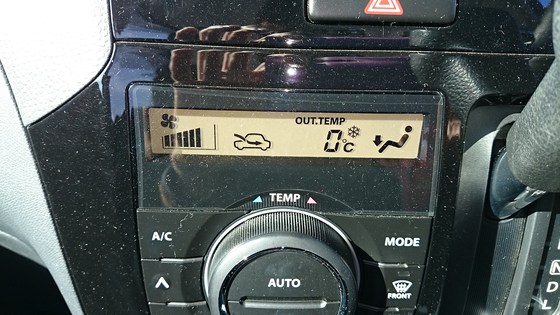 OUT.TEMP
0°C
TEMP
A/C
MODE
AUTO
FRONT
N
D
L